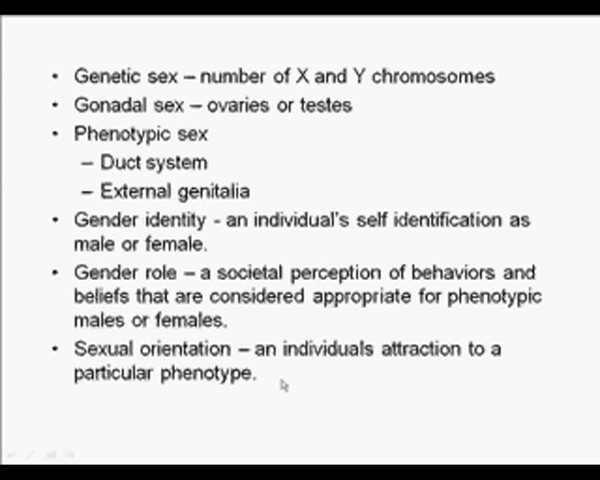 • Genetic sex – number of X and Y chromosomes
• Gonadal sex – ovaries or testes
• Phenotypic sex
– Duct system
– External genitalia
• Gender identity - an individual's self identification as
male or female.
• Gender role – a societal perception of behaviors and
beliefs that are considered appropriate for phenotypic
males or females.
• Sexual orientation – an individuals attraction to a
particular phenotype.